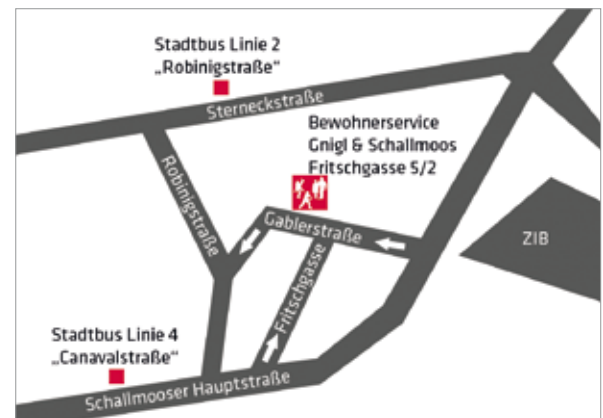 Stadtbus Linie 2
„Robinigstraße“
Sterneckstraße
Bewohnerservice
Gnigl & Schallmoos
Fritschgasse 5/2
Robinigstraße
Gablerstraße
ZIB
Fritschgasse
Stadtbus Linie 4
„Canavalstraße“
Schallmooser Hauptstraße